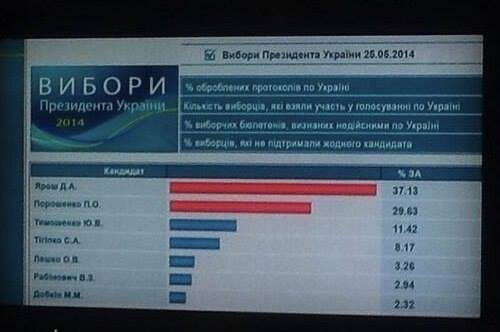 Вибори Президента України 25.05.2014
ВИБОРИ
Президента України
2014
% оброблених протоколів по Україні
Кількість виборців, які взяли участь у голосуванні по Україні
% виборчих бюлетенів, визнаних недійсними по Україні
% виборців, які не підтримали жодного кандидата
Кандидат % ЗА
Ярош Д.А. 37.13
Порошенко П.О. 29.63
Тимошенко Ю.В. 11.42
Тігіпко С.А. 8.17
Ляшко О.В. 3.26
Рабінович В.З. 2.94
Добкін М.М. 2.32